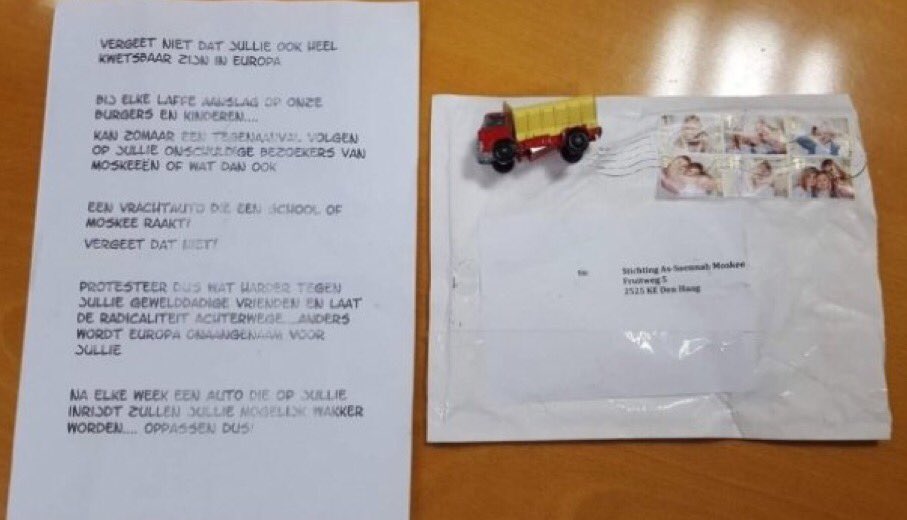 VERGEET NIET DAT JULLIE OOK HEEL
KWETSBAAR ZIJN IN EUROPA
BIJ ELKE LAFFE AANSLAG OP ONZE
BURGERS EN KINDEREN....
KAN ZOMAAR EEN TEGENAANVAL VOLGEN
OP JULLIE ONSCHULDIGE BEZOEKERS VAN
MOSKEEËN OF WAT DAN OOK
EEN VRACHTAUTO DIE EEN SCHOOL OF
MOSKEE RAAKT!
VERGEET DAT NIET!
PROTESTEER DUS WAT HARDER TEGEN
JULLIE GEWELDDADIGE VRIENDEN EN LAAT
DE RADICALITEIT ACHTERWEGE...ANDERS
WORDT EUROPA ONAANGENAAM VOOR
JULLIE
NA ELKE WEEK EEN AUTO DIE OP JULLIE
INRIJDT ZULLEN JULLIE MOGELIJK WAKKER
WORDEN.... OPPASSEN DUS!
Stichting As-Soennah Moskee
Fruitweg 5
2525 KE Den Haag